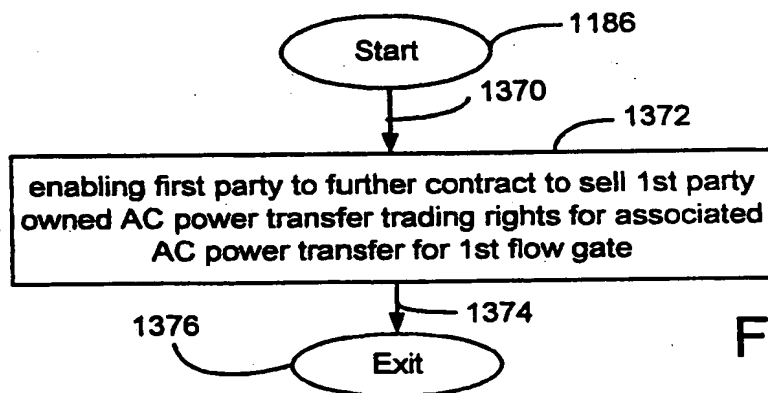 Start
1186
1370
1372
enabling first party to further contract to sell 1st party
owned AC power transfer trading rights for associated
AC power transfer for 1st flow gate
1374
1376
Exit
F